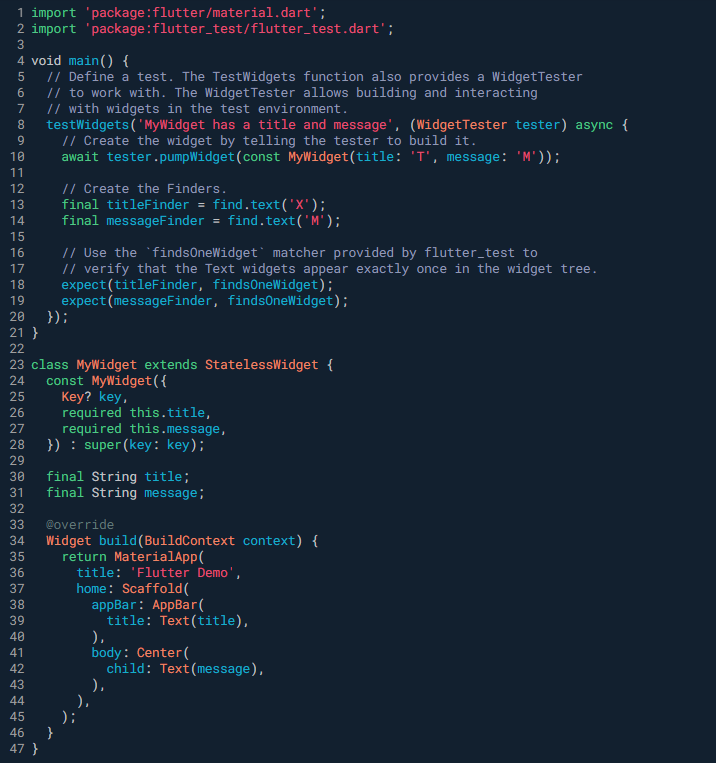 1 import 'package:flutter/material.dart';
2 import 'package:flutter_test/flutter_test.dart';
3
4 void main() {
5   // Define a test. The TestWidgets function also provides a WidgetTester
6   // to work with. The WidgetTester allows building and interacting
7   // with widgets in the test environment.
8   testWidgets('MyWidget has a title and message', (WidgetTester tester) async {
9     // Create the widget by telling the tester to build it.
10     await tester.pumpWidget(const MyWidget(title: 'T', message: 'M'));
11
12     // Create the Finders.
13     final titleFinder = find.text('X');
14     final messageFinder = find.text('M');
15
16     // Use the `findsOneWidget` matcher provided by flutter_test to
17     // verify that the Text widgets appear exactly once in the widget tree.
18     expect(titleFinder, findsOneWidget);
19     expect(messageFinder, findsOneWidget);
20   });
21 }
22
23 class MyWidget extends StatelessWidget {
24   const MyWidget({
25     Key? key,
26     required this.title,
27     required this.message,
28   }) : super(key: key);
29
30   final String title;
31   final String message;
32
33   @override
34   Widget build(BuildContext context) {
35     return MaterialApp(
36       title: 'Flutter Demo',
37       home: Scaffold(
38         appBar: AppBar(
39           title: Text(title),
40         ),
41         body: Center(
42           child: Text(message),
43         ),
44       ),
45     );
46   }
47 }